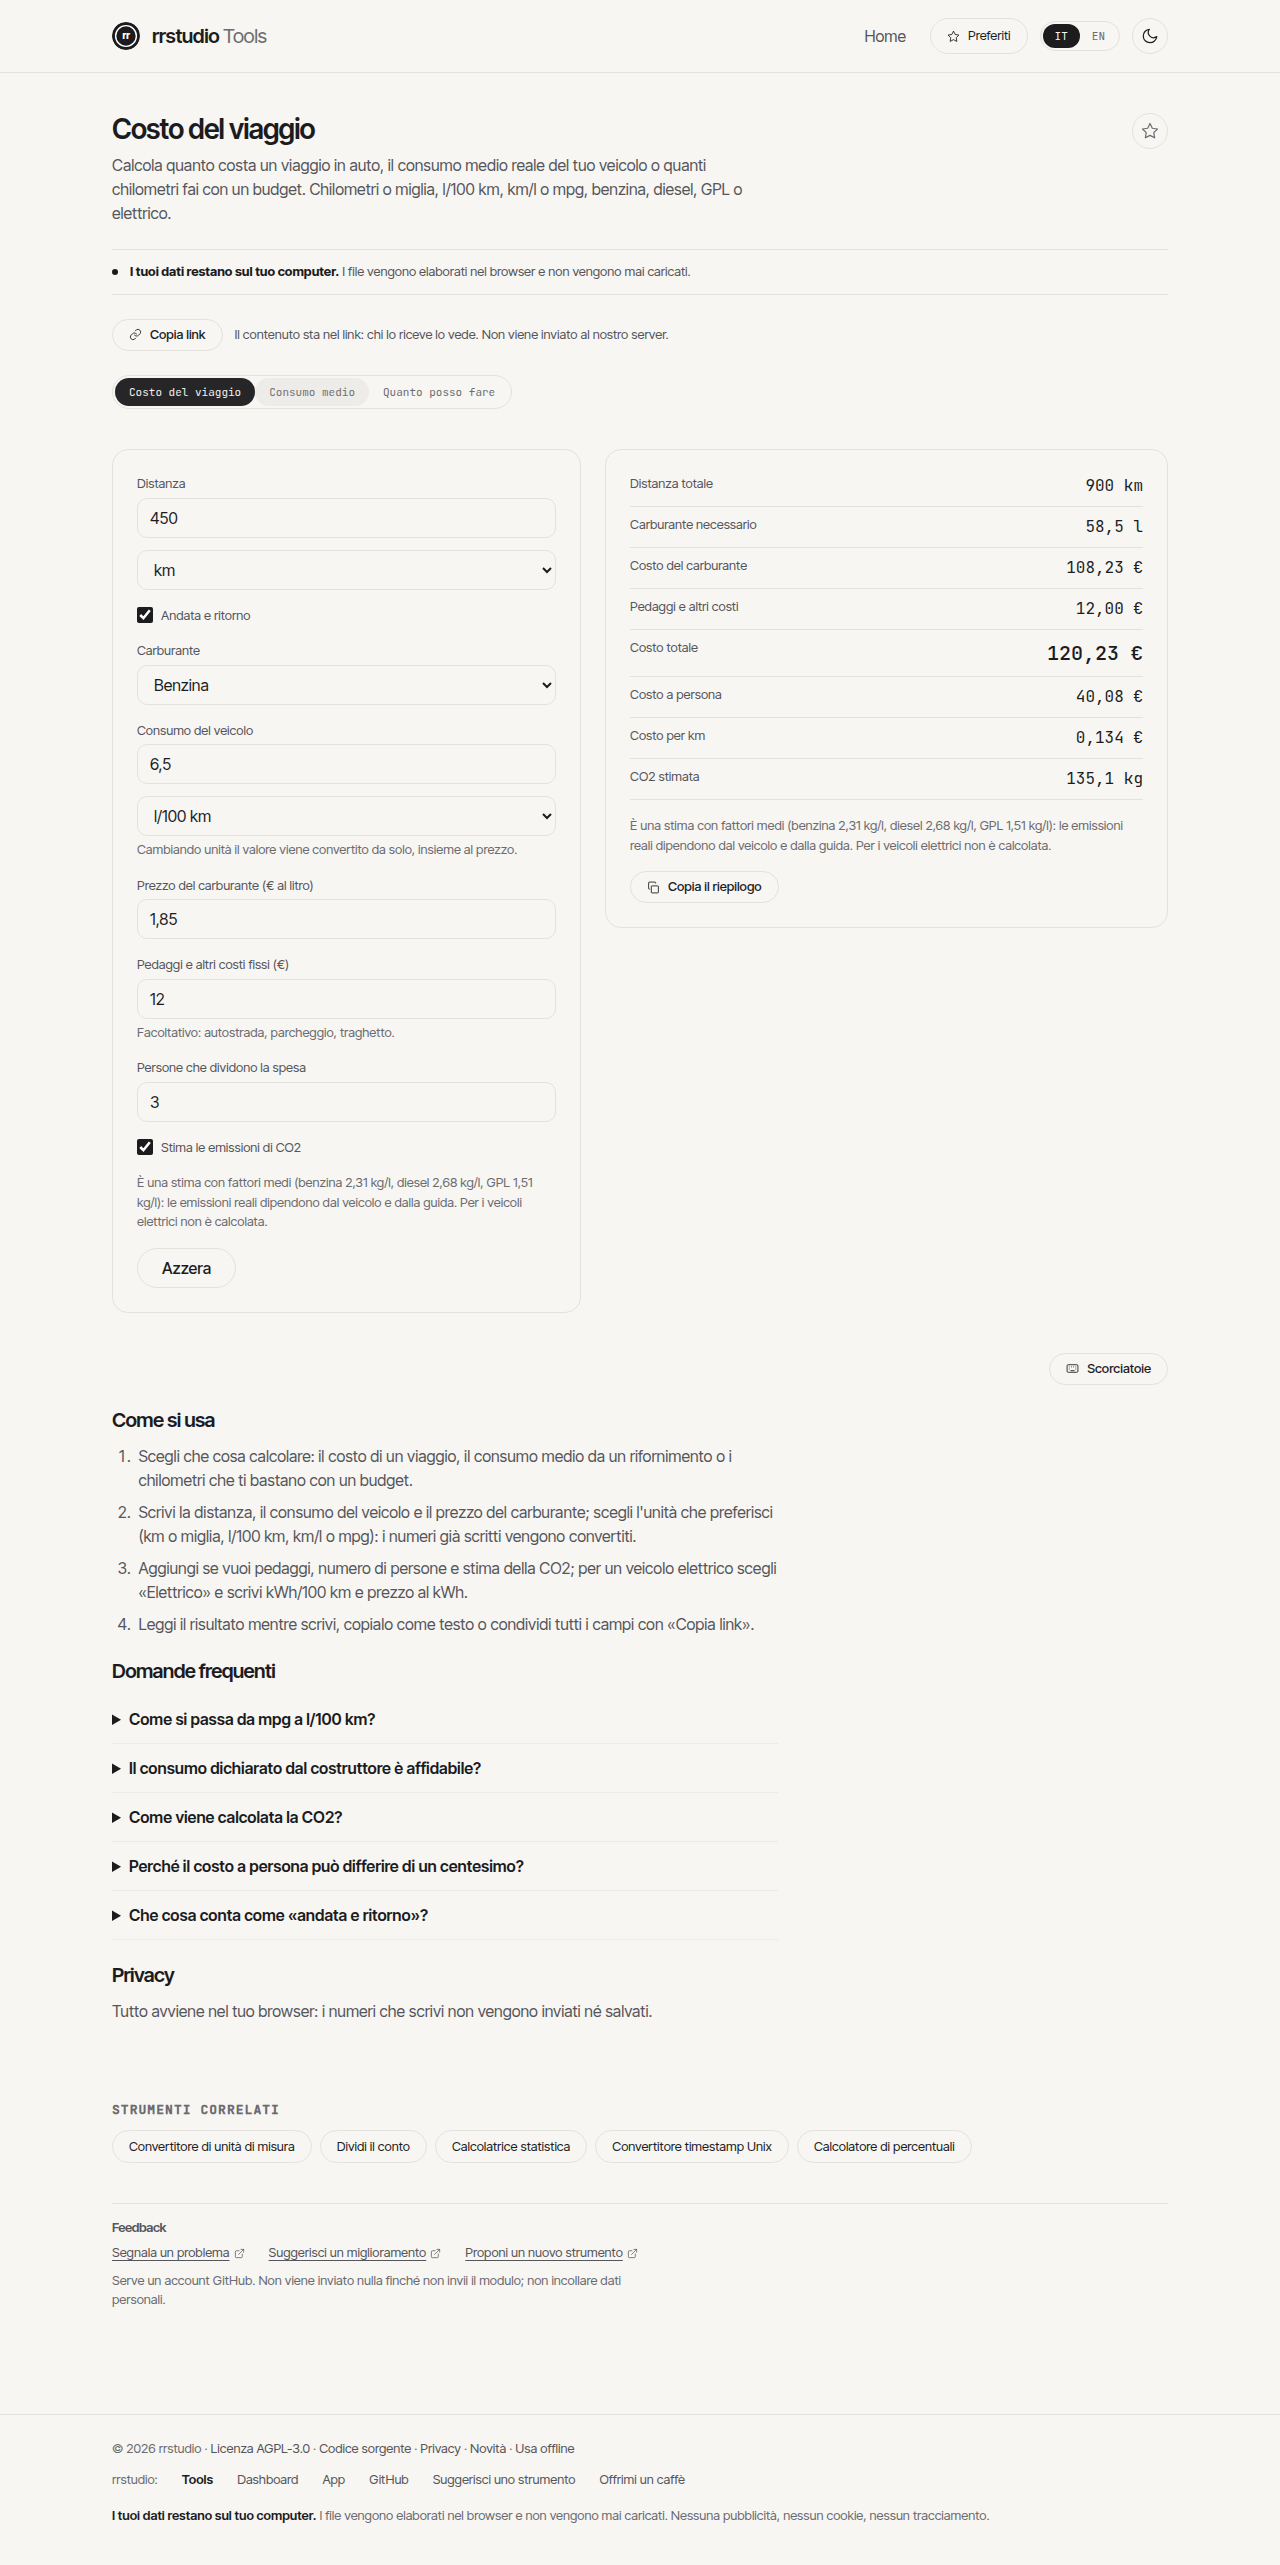 rr rrstudio Tools
Home
Preferiti
IT EN
Costo del viaggio
Calcola quanto costa un viaggio in auto, il consumo medio reale del tuo veicolo o quanti
chilometri fai con un budget. Chilometri o miglia, l/100 km, km/l o mpg, benzina, diesel, GPL o
elettrico.
I tuoi dati restano sul tuo computer. I file vengono elaborati nel browser e non vengono mai caricati.
Copia link
Il contenuto sta nel link: chi lo riceve lo vede. Non viene inviato al nostro server.
Costo del viaggio Consumo medio Quanto posso fare
Distanza
450
km
Andata e ritorno
Carburante
Benzina
Consumo del veicolo
6,5
l/100 km
Cambiando unità il valore viene convertito da solo, insieme al prezzo.
Prezzo del carburante (€ al litro)
1,85
Pedaggi e altri costi fissi (€)
12
Facoltativo: autostrada, parcheggio, traghetto.
Persone che dividono la spesa
3
Stima le emissioni di CO2
È una stima con fattori medi (benzina 2,31 kg/l, diesel 2,68 kg/l, GPL 1,51
kg/l): le emissioni reali dipendono dal veicolo e dalla guida. Per i veicoli
elettrici non è calcolata.
Azzera
Distanza totale 900 km
Carburante necessario 58,5 l
Costo del carburante 108,23 €
Pedaggi e altri costi 12,00 €
Costo totale 120,23 €
Costo a persona 40,08 €
Costo per km 0,134 €
CO2 stimata 135,1 kg
È una stima con fattori medi (benzina 2,31 kg/l, diesel 2,68 kg/l, GPL 1,51 kg/l): le emissioni
reali dipendono dal veicolo e dalla guida. Per i veicoli elettrici non è calcolata.
Copia il riepilogo
Scorciatoie
Come si usa
1. Scegli che cosa calcolare: il costo di un viaggio, il consumo medio da un rifornimento o i
chilometri che ti bastano con un budget.
2. Scrivi la distanza, il consumo del veicolo e il prezzo del carburante; scegli l'unità che preferisci
(km o miglia, l/100 km, km/l o mpg): i numeri già scritti vengono convertiti.
3. Aggiungi se vuoi pedaggi, numero di persone e stima della CO2; per un veicolo elettrico scegli
«Elettrico» e scrivi kWh/100 km e prezzo al kWh.
4. Leggi il risultato mentre scrivi, copialo come testo o condividi tutti i campi con «Copia link».
Domande frequenti
Come si passa da mpg a l/100 km?
Il consumo dichiarato dal costruttore è affidabile?
Come viene calcolata la CO2?
Perché il costo a persona può differire di un centesimo?
Che cosa conta come «andata e ritorno»?
Privacy
Tutto avviene nel tuo browser: i numeri che scrivi non vengono inviati né salvati.
STRUMENTI CORRELATI
Convertitore di unità di misura
Dividi il conto
Calcolatrice statistica
Convertitore timestamp Unix
Calcolatore di percentuali
Feedback
Segnala un problema
Suggerisci un miglioramento
Proponi un nuovo strumento
Serve un account GitHub. Non viene inviato nulla finché non invii il modulo; non incollare dati
personali.
© 2026 rrstudio · Licenza AGPL-3.0 · Codice sorgente · Privacy · Novità · Usa offline
rrstudio: Tools Dashboard App GitHub Suggerisci uno strumento Offrimi un caffè
I tuoi dati restano sul tuo computer. I file vengono elaborati nel browser e non vengono mai caricati. Nessuna pubblicità, nessun cookie, nessun tracciamento.